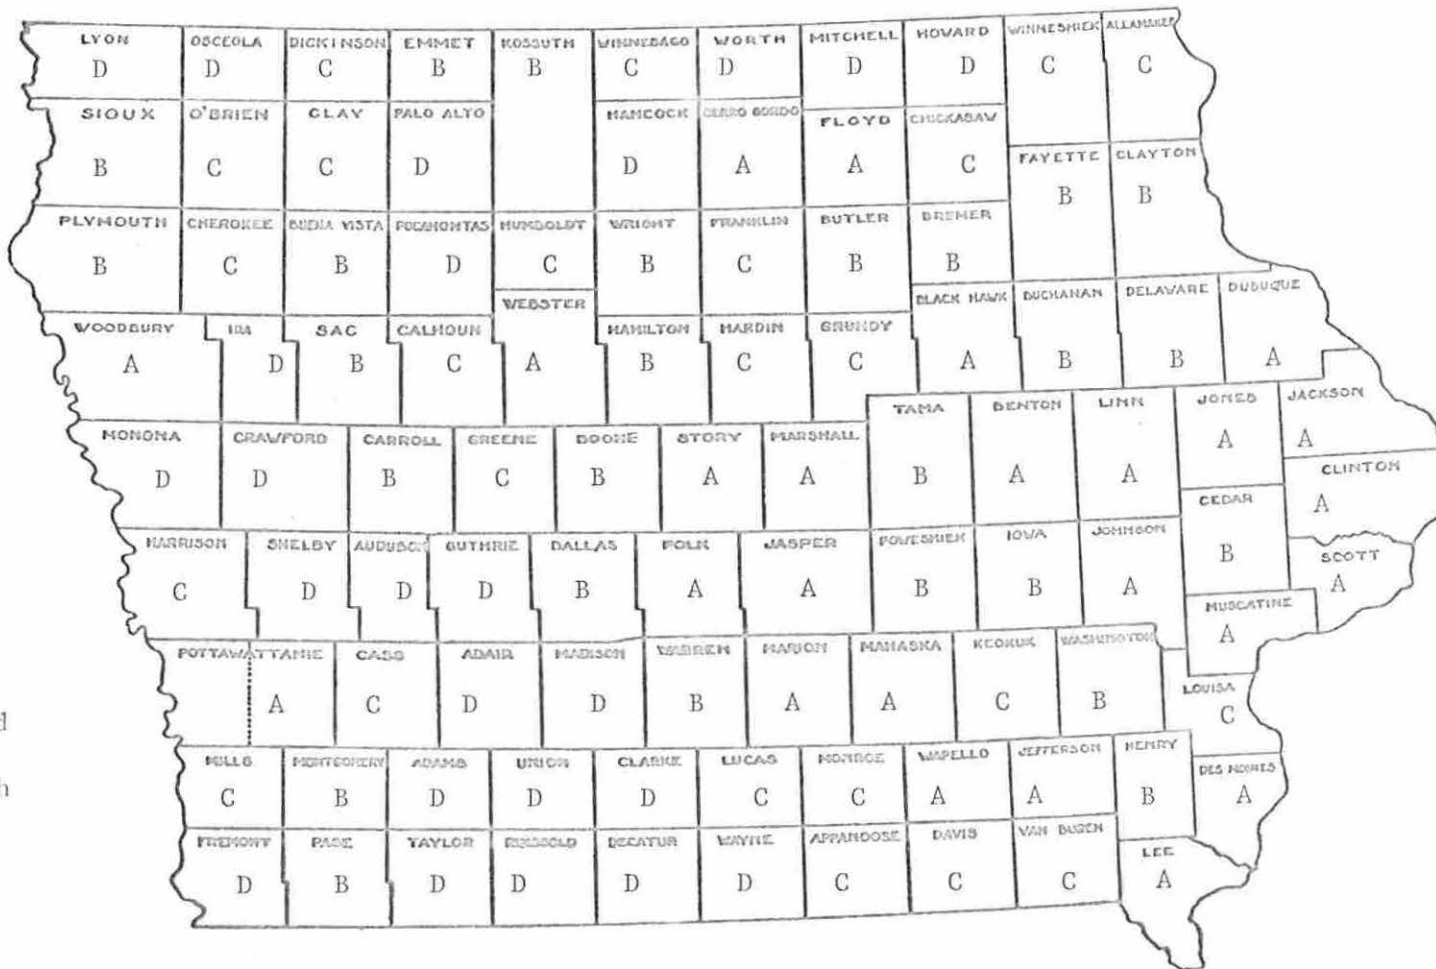 LYON OSCEOLA DICKINSON EMMET KOSSUTH WINNEBAGO WORTH MITCHELL HOWARD WINNESHIEK ALLAMAKEE
D D C B B C D D D C C
SIOUX O'BRIEN CLAY PALO ALTO HANCOCK CERRO GORDO FLOYD CHICKASAW
B C C D D A A C
FAYETTE CLAYTON
B B
PLYMOUTH CHEROKEE BUENA VISTA POCAHONTAS HUMBOLDT WRIGHT FRANKLIN BUTLER BREMER
B C B D C B C B B
WEBSTER BLACK HAWK BUCHANAN DELAWARE DUBUQUE
WOODBURY IDA SAC CALHOUN HAMILTON HARDIN GRUNDY
A D B C A B C C A B B A
TAMA BENTON LINN JONES JACKSON
MONONA CRAWFORD CARROLL GREENE BOONE STORY MARSHALL
A A
D D B C B A A B A A
CLINTON
A
CEDAR
HARRISON SHELBY AUDUBON GUTHRIE DALLAS POLK JASPER POWESHIEK IOWA JOHNSON
B
SCOTT
C D D D B A A B B A A
MUSCATINE
A
POTTAWATTAMIE CASS ADAIR MADISON WARREN MARION MAHASKA KEOKUK WASHINGTON
A C D D B A A C B
LOUISA
C
d
MILLS MONTGOMERY ADAMS UNION CLARKE LUCAS MONROE WAPELLO JEFFERSON HENRY
DES MOINES
h
C B D D D C C A A B A
FREMONT PAGE TAYLOR RINGGOLD DECATUR WAYNE APPANOOSE DAVIS VAN BUREN
LEE
D B D D D D C C C A